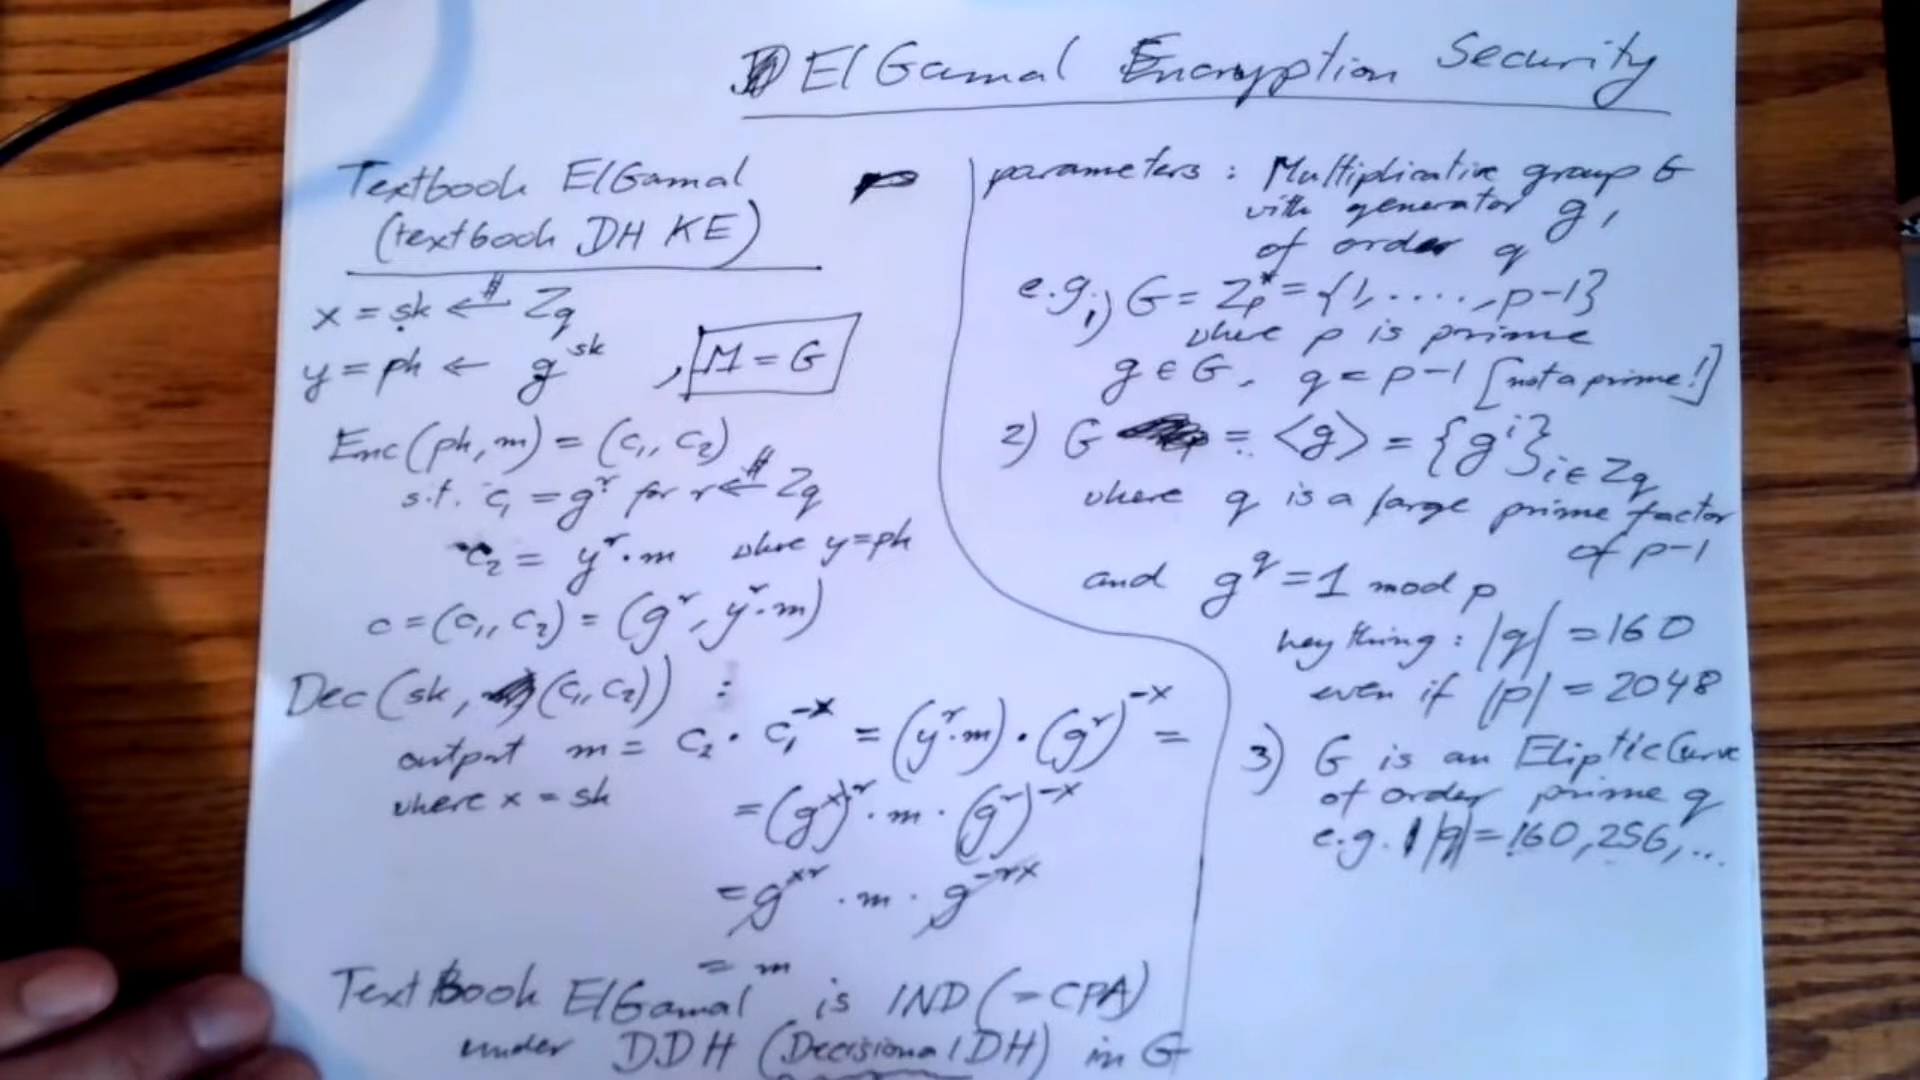 ElGamal Encryption Security
Textbook ElGamal
(textbook DH KE)
x = sk ←$ Zq
y = pk ← g^sk , M = G
Enc(pk, m) = (c₁, c₂)
s.t. c₁ = g^r for r ←$ Zq
c₂ = y^r · m where y = pk
c = (c₁, c₂) = (g^r, y^r · m)
Dec(sk, (c₁, c₂)) :
output m = c₂ · c₁^-x = (y^r · m) · (g^r)^-x =
where x = sk
= (g^x)^r · m · (g^r)^-x
= g^xr · m · g^-rx
= m
TextBook ElGamal is IND(-CPA)
under DDH (Decisional DH) in G
parameters : Multiplicative group G
with generator g,
of order q
e.g. 1) G = Zp* = {1, ...., p-1}
where p is prime
g ∈ G, q = p-1 [not a prime!]
2) G = <g> = {g^i} i ∈ Zq
where q is a large prime factor
of p-1
and g^q = 1 mod p
key thing : |q| = 160
even if |p| = 2048
3) G is an Eliptic Curve
of order prime q
e.g. |q| = 160, 256, ...